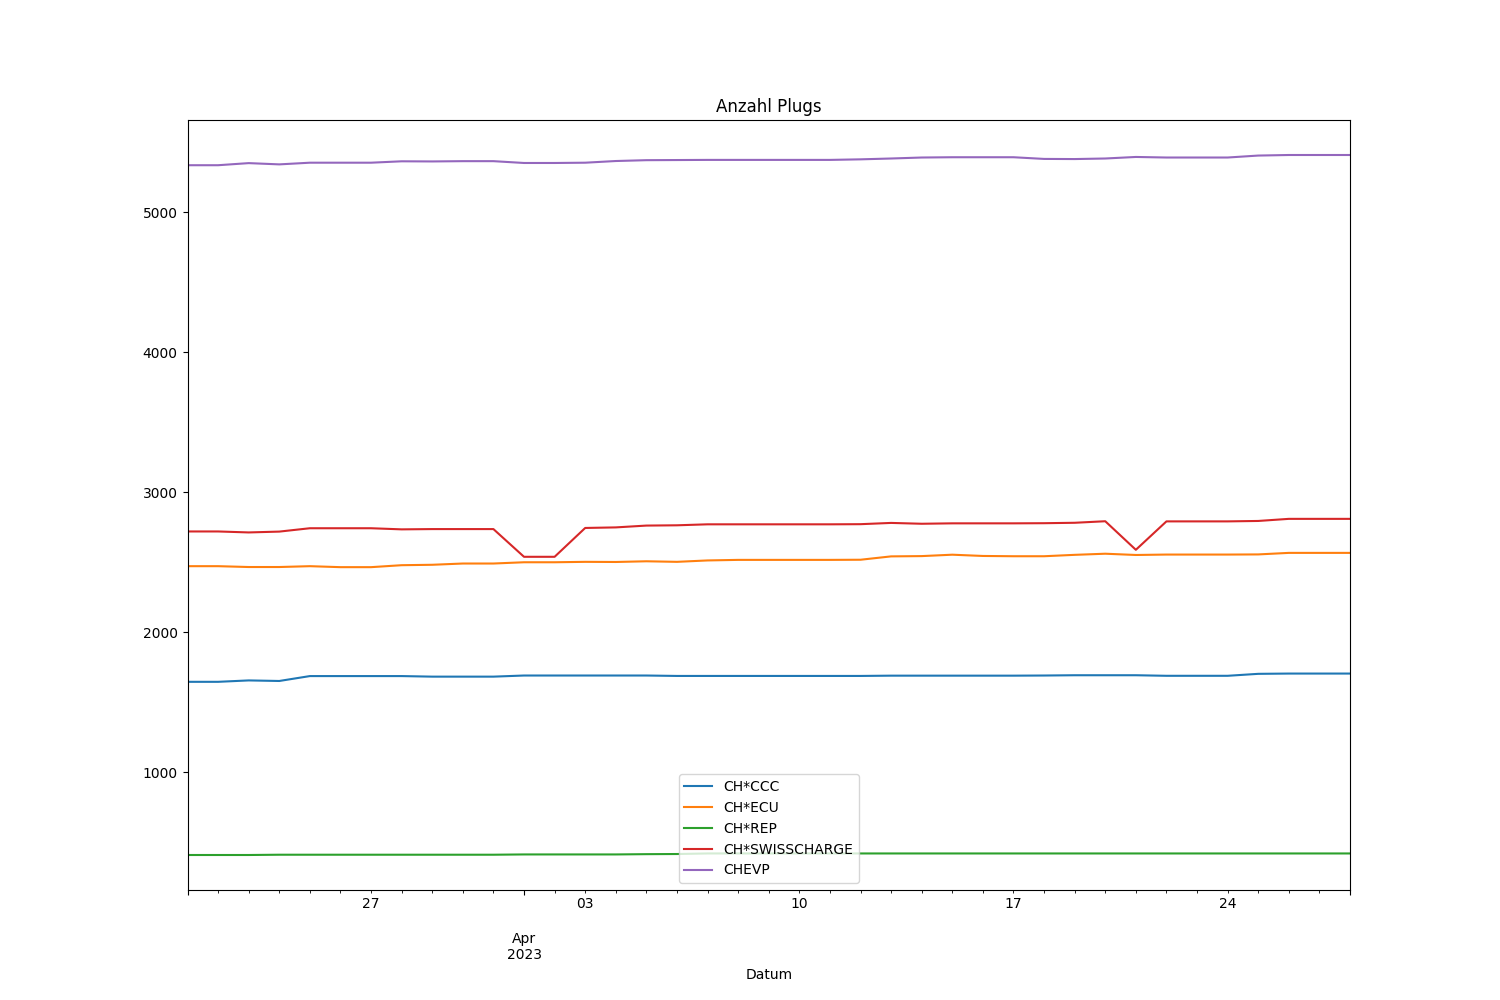 Anzahl Plugs
5000
4000
3000
2000
1000
CH*CCC
CH*ECU
CH*REP
CH*SWISSCHARGE
CHEVP
27
03
10
17
24
Apr
2023
Datum